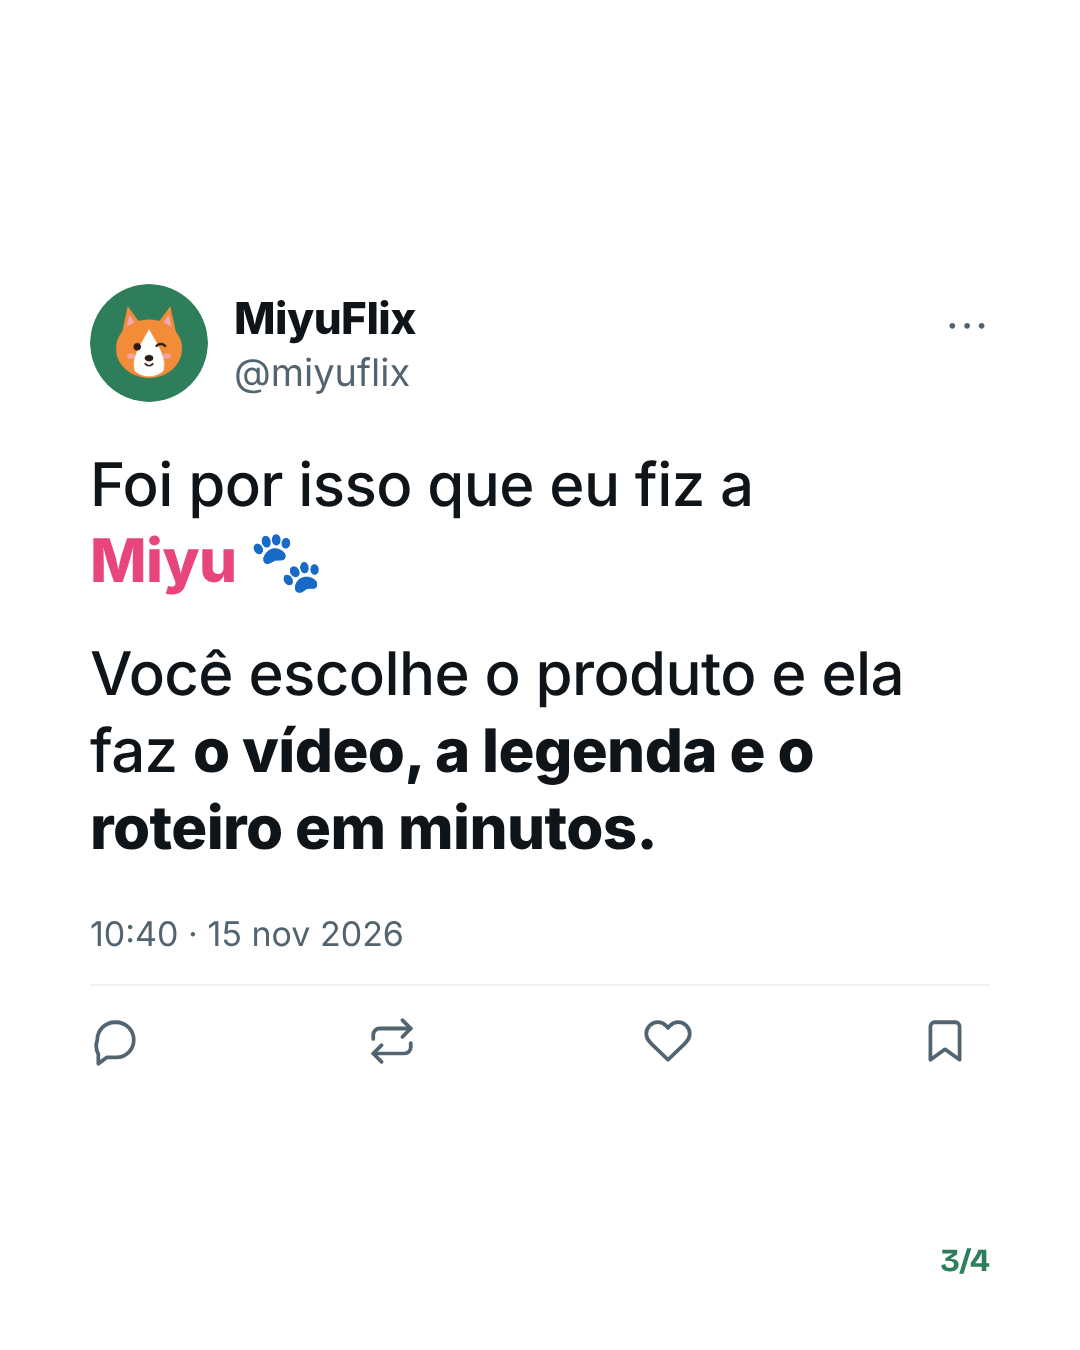 MiyuFlix
@miyuflix
Foi por isso que eu fiz a
Miyu 🐾
Você escolhe o produto e ela
faz o vídeo, a legenda e o
roteiro em minutos.
10:40 · 15 nov 2026
3/4